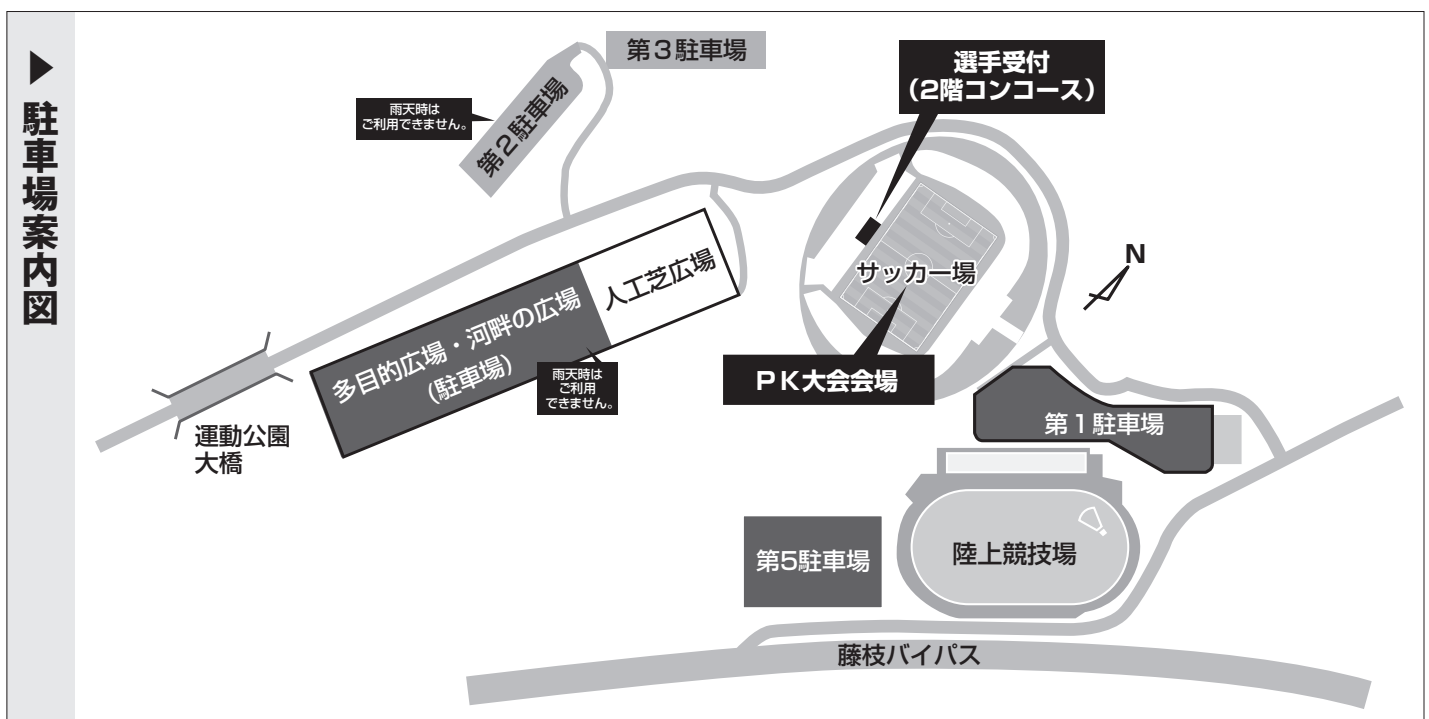 ▶駐車場案内図
第3駐車場
選手受付
（2階コンコース）
雨天時は
ご利用できません。
第2駐車場
人工芝広場
サッカー場
N
多目的広場・河畔の広場
（駐車場）
雨天時は
ご利用
できません。
PK大会会場
第1駐車場
運動公園
大橋
第5駐車場
陸上競技場
藤枝バイパス